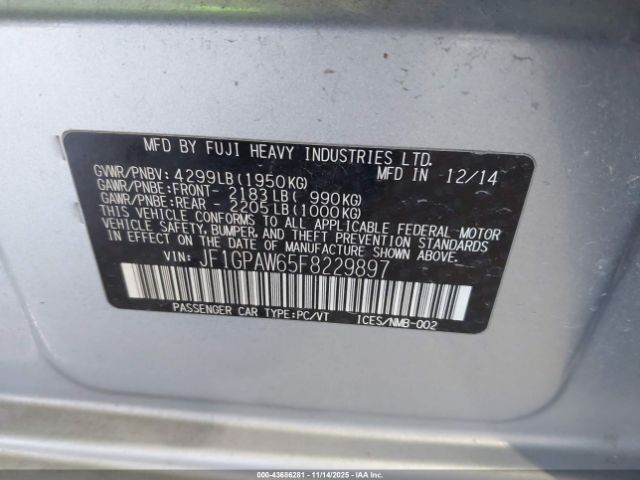 MFD BY FUJI HEAVY INDUSTRIES LTD.
GVWR/PNBV: 4299LB(1950KG) MFD IN 12/14
GAWR/PNBE:FRONT- 2183LB( 990KG)
GAWR/PNBE:REAR - 2205LB(1000KG)
THIS VEHICLE CONFORMS TO ALL APPLICABLE FEDERAL MOTOR
VEHICLE SAFETY, BUMPER, AND THEFT PREVENTION STANDARDS
IN EFFECT ON THE DATE OF MANUFACTURE SHOWN ABOVE.
VIN: JF1GPAW65F8229897
PASSENGER CAR TYPE:PC/VT ICES/NMB-002
000-43686281 - 11/14/2025 - IAAI.COM